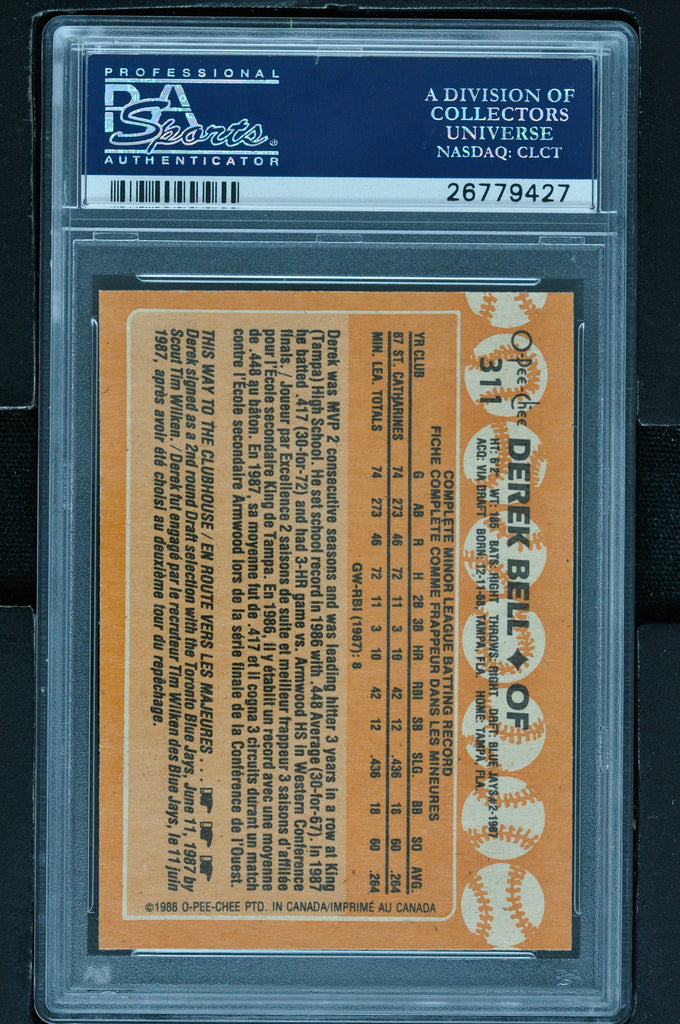 PROFESSIONAL
PSA
Sports®
AUTHENTICATOR
A DIVISION OF
COLLECTORS
UNIVERSE
NASDAQ: CLCT
26779427
O-Pee-Chee
311
DEREK BELL ♦ OF
HT: 6'2" WT: 185 BATS: RIGHT THROWS: RIGHT DRFT: BLUE JAYS #2-1987
ACQ: VIA DRAFT BORN: 12-11-68, TAMPA, FLA. HOME: TAMPA, FLA.
COMPLETE MINOR LEAGUE BATTING RECORD
FICHE COMPLÈTE COMME FRAPPEUR DANS LES MINEURES
YR CLUB G AB R H 2B 3B HR RBI SB SLG. BB SO AVG.
87 ST. CATHARINES 74 273 46 72 11 3 10 42 12 .436 18 60 .264
MIN. LEA. TOTALS 74 273 46 72 11 3 10 42 12 .436 18 60 .264
GW-RBI (1987): 8
Derek was MVP 2 consecutive seasons and was leading hitter 3 years in a row at King
(Tampa) High School. He set school record in 1986 with .448 Average (30-for-67). In 1987
he batted .417 (30-for-72) and had 3-HR game vs. Armwood HS in Western Conference
finals. / Joueur par Excellence 2 saisons de suite et meilleur frappeur 3 saisons d'affilée
pour l'École secondaire King de Tampa. En 1986, il y établit un record avec une moyenne
de .448 au bâton. En 1987, sa moyenne fut de .417 et il cogna 3 circuits durant un match
contre l'École secondaire Armwood lors de la série finale de la Conférence de l'Ouest.
THIS WAY TO THE CLUBHOUSE / EN ROUTE VERS LES MAJEURES . . .
Derek signed as a 2nd round Draft selection with the Toronto Blue Jays, June 11, 1987 by
Scout Tim Wilken. / Derek fut engagé par le recruteur Tim Wilken des Blue Jays, le 11 juin
1987, après avoir été choisi au deuxième tour du repêchage.
©1988 O-PEE-CHEE PTD. IN CANADA/IMPRIMÉ AU CANADA